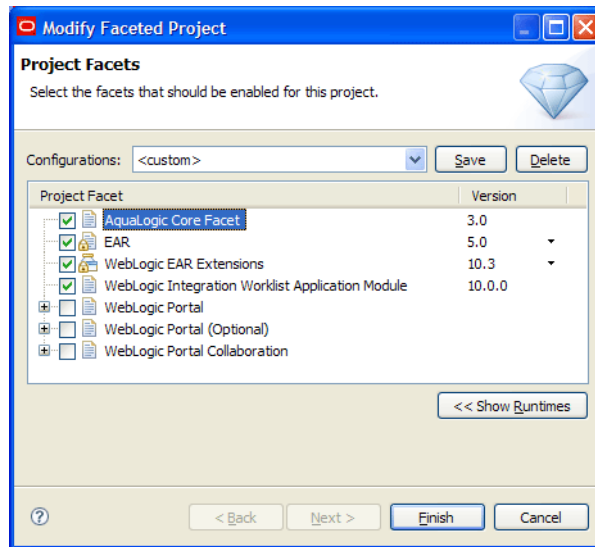 Modify Faceted Project
Project Facets
Select the facets that should be enabled for this project.
Configurations: <custom> Save Delete
Project Facet Version
AquaLogic Core Facet 3.0
EAR 5.0
WebLogic EAR Extensions 10.3
WebLogic Integration Worklist Application Module 10.0.0
WebLogic Portal
WebLogic Portal (Optional)
WebLogic Portal Collaboration
<< Show Runtimes
< Back Next > Finish Cancel